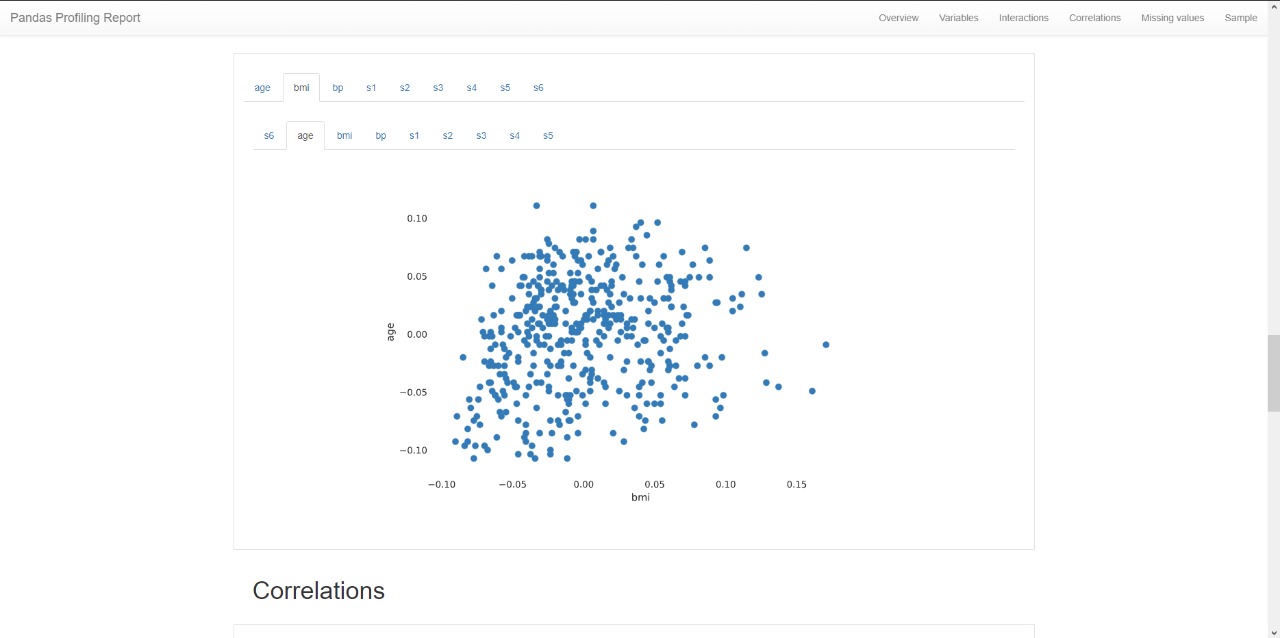 Pandas Profiling Report Overview Variables Interactions Correlations Missing values Sample
age bmi bp s1 s2 s3 s4 s5 s6
s6 age bmi bp s1 s2 s3 s4 s5
0.10
0.05
age
0.00
−0.05
−0.10
−0.10 −0.05 0.00 0.05 0.10 0.15
bmi
Correlations